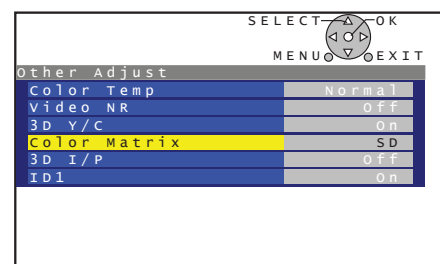 SELECT OK
MENU EXIT
Other Adjust
Color Temp Normal
Video NR Off
3D Y/C On
Color Matrix SD
3D I/P Off
ID1 On